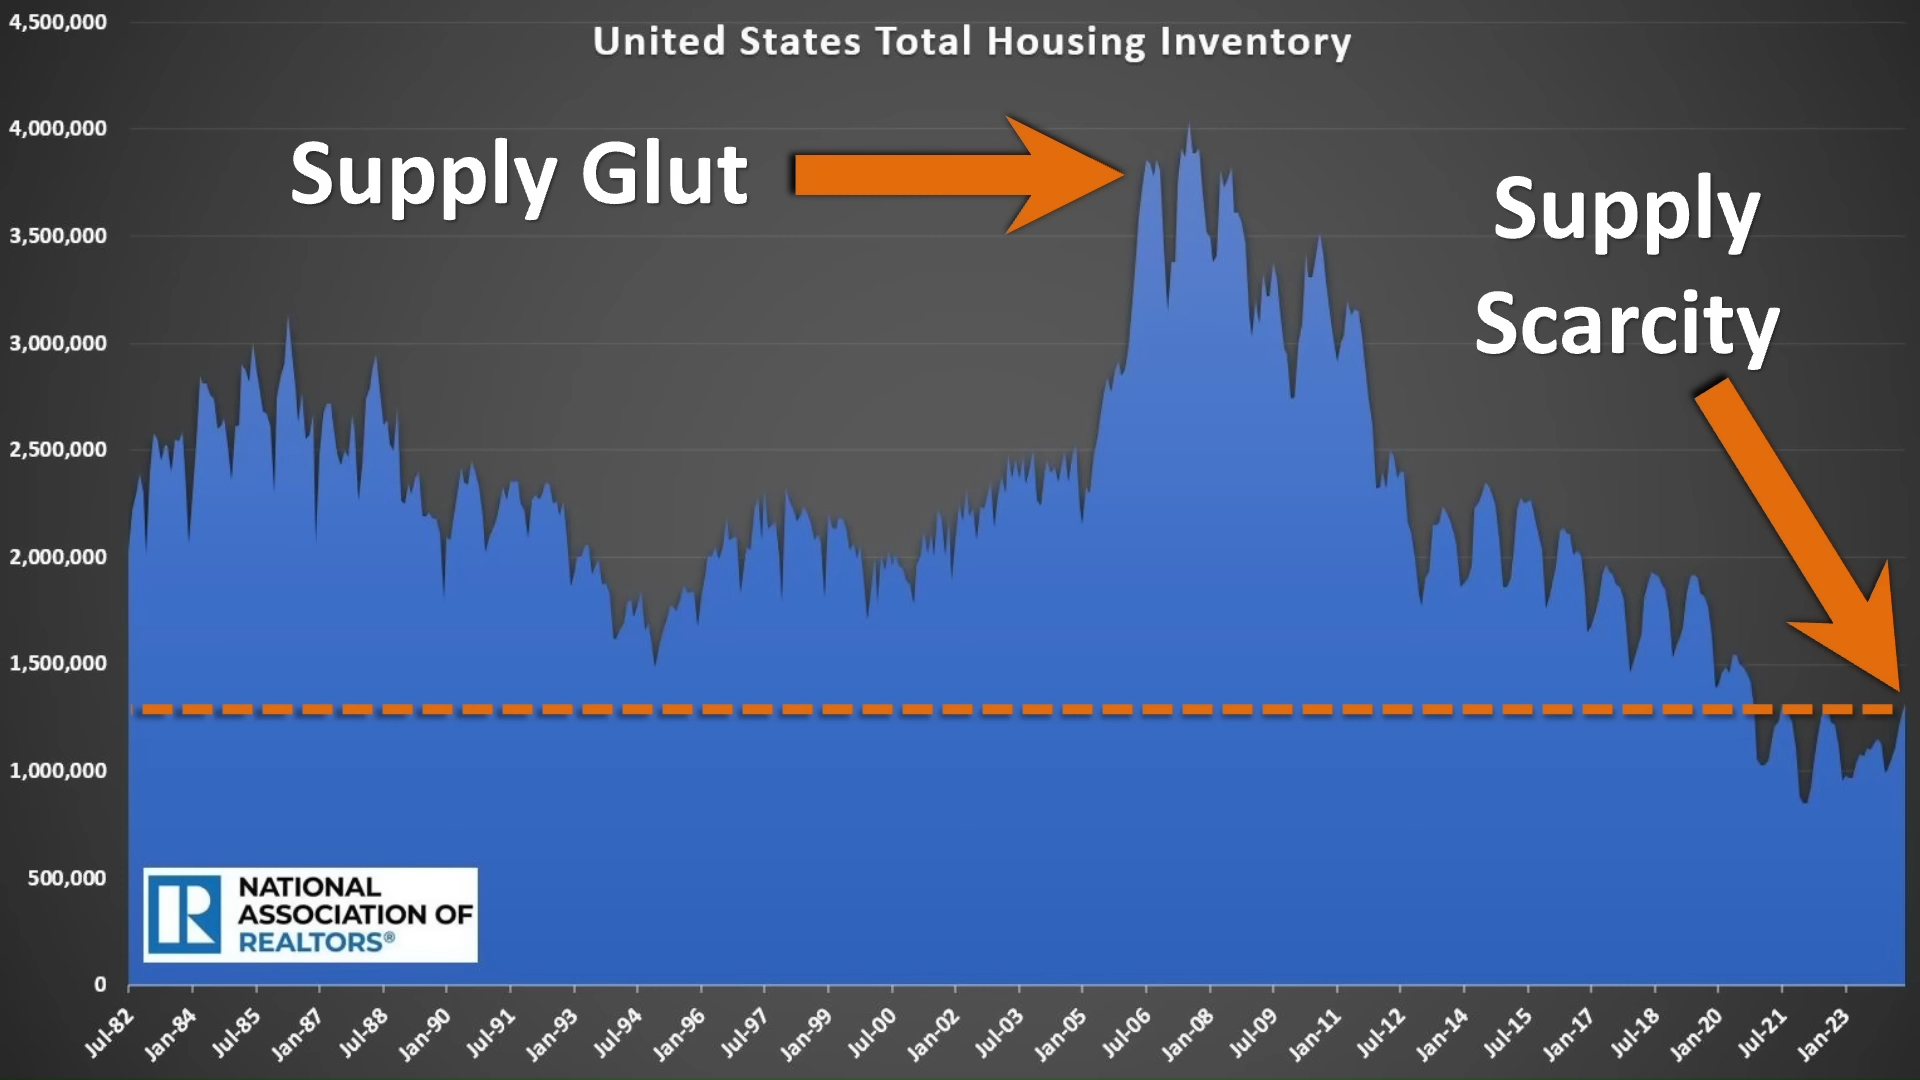 United States Total Housing Inventory
Supply Glut
Supply
Scarcity
4,500,000
4,000,000
3,500,000
3,000,000
2,500,000
2,000,000
1,500,000
1,000,000
500,000
0
R
NATIONAL
ASSOCIATION OF
REALTORS®
Jul-82
Jan-84
Jul-85
Jan-87
Jul-88
Jan-90
Jul-91
Jan-93
Jul-94
Jan-96
Jul-97
Jan-99
Jul-00
Jan-02
Jul-03
Jan-05
Jul-06
Jan-08
Jul-09
Jan-11
Jul-12
Jan-14
Jul-15
Jan-17
Jul-18
Jan-20
Jul-21
Jan-23